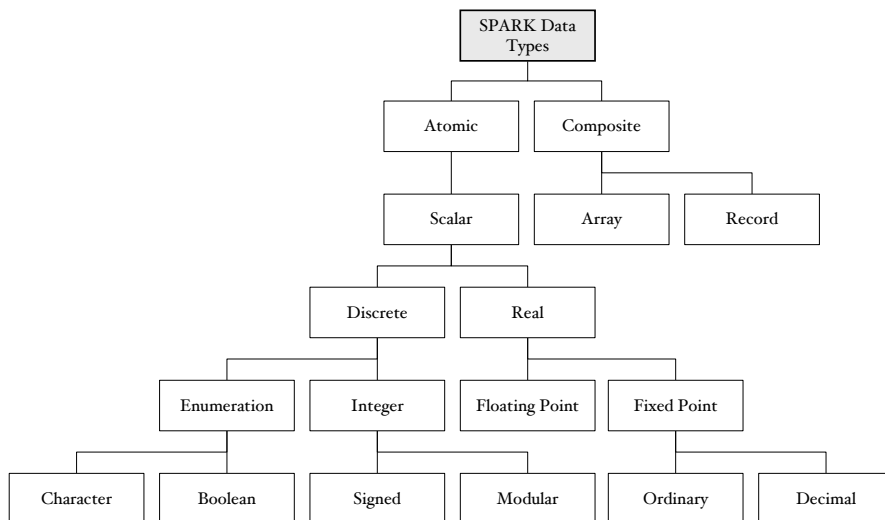 SPARK Data
Types
Atomic
Composite
Scalar
Array
Record
Discrete
Real
Enumeration
Integer
Floating Point
Fixed Point
Character
Boolean
Signed
Modular
Ordinary
Decimal